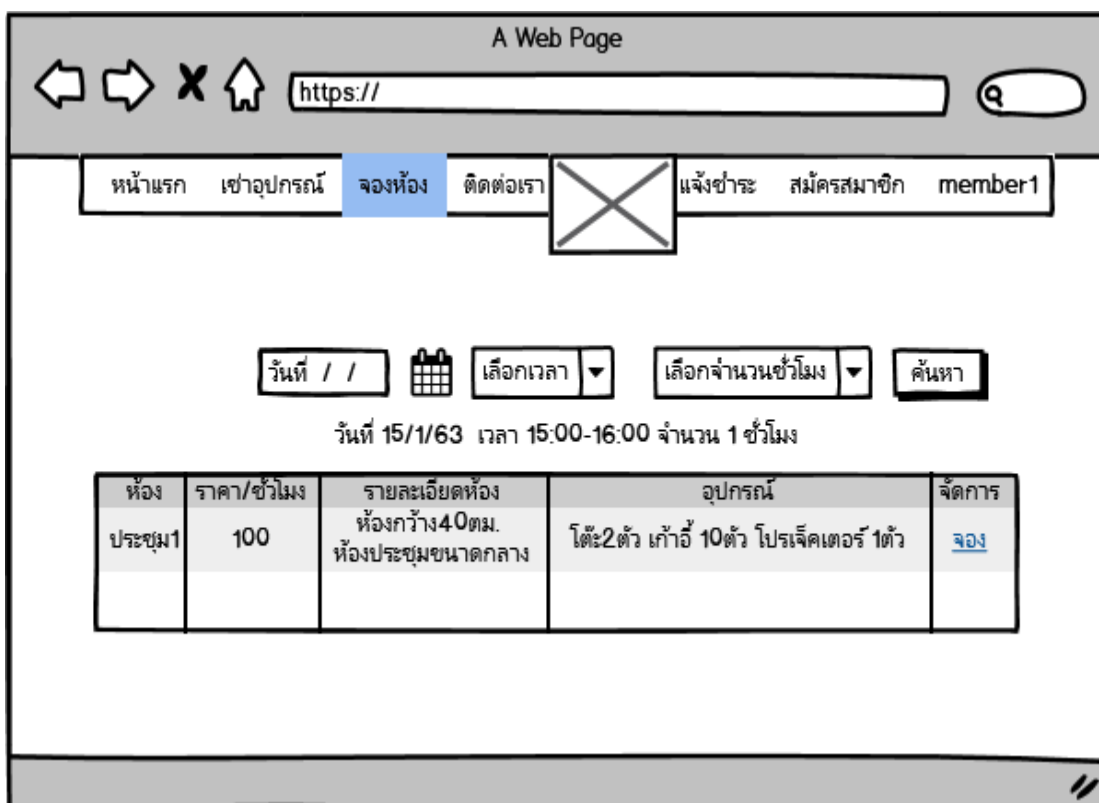 A Web Page
https://
หน้าแรก เช่าอุปกรณ์ จองห้อง ติดต่อเรา แจ้งชำระ สมัครสมาชิก member1
วันที่ / / เลือกเวลา เลือกจำนวนชั่วโมง ค้นหา
วันที่ 15/1/63 เวลา 15:00-16:00 จำนวน 1 ชั่วโมง
ห้อง ราคา/ชั่วโมง รายละเอียดห้อง อุปกรณ์ จัดการ
ประชุม1 100 ห้องกว้าง40ตม. โต๊ะ2ตัว เก้าอี้ 10ตัว โปรเจ็คเตอร์ 1ตัว จอง
ห้องประชุมขนาดกลาง